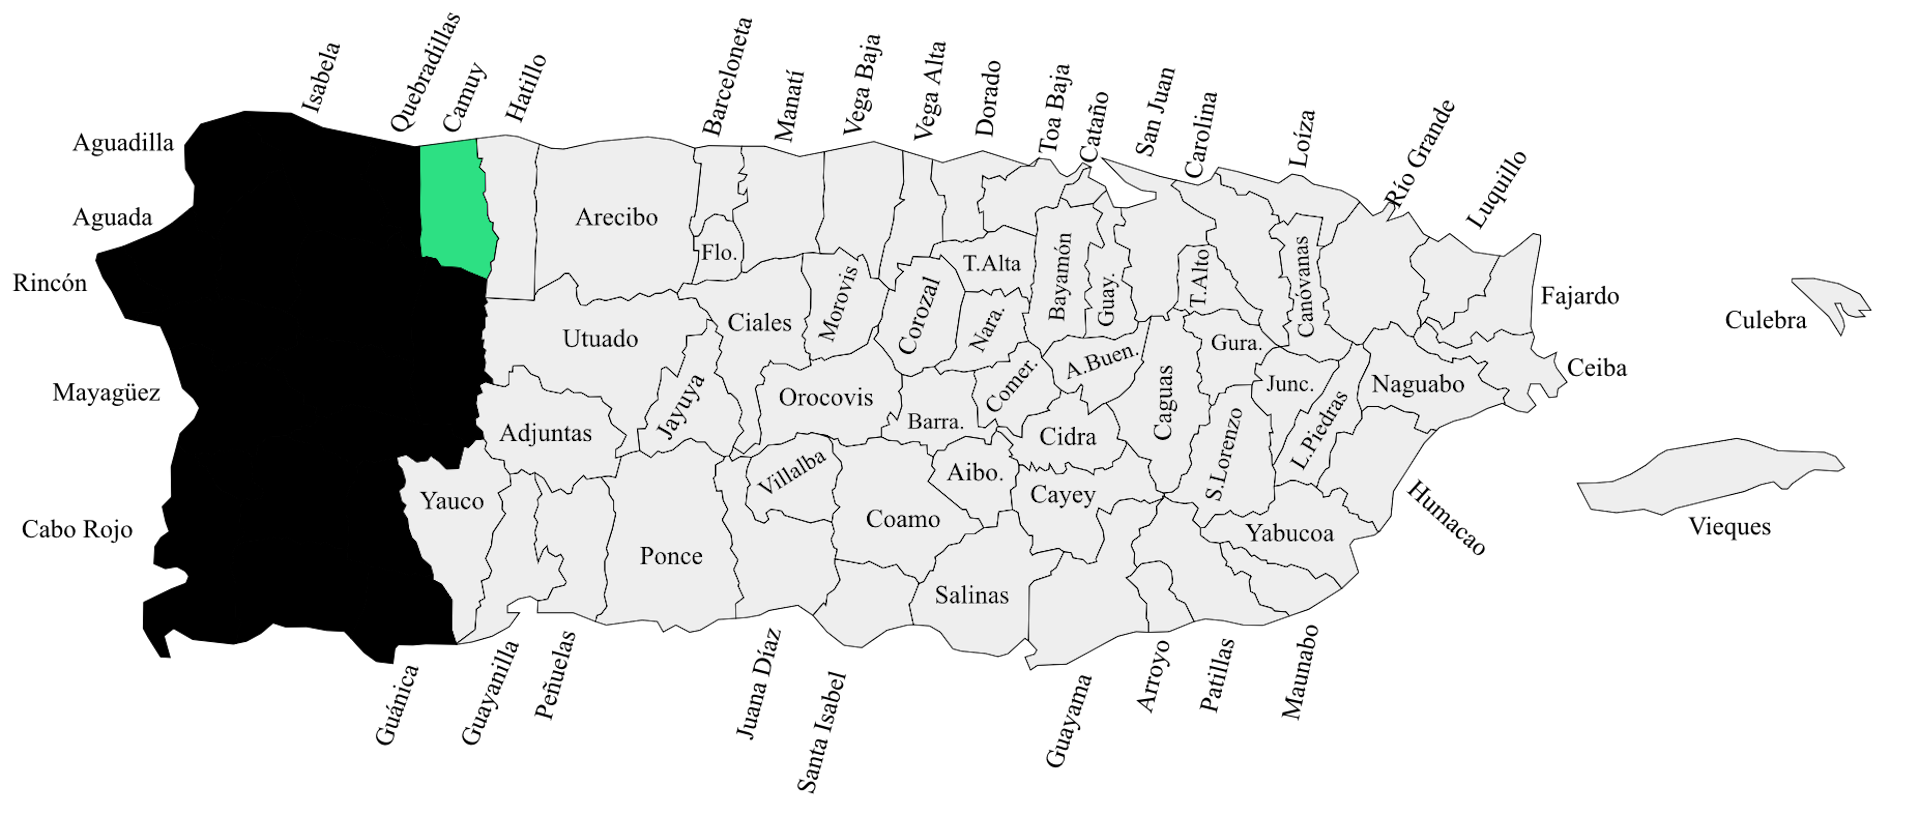 Isabela
Quebradillas
Camuy
Hatillo
Barceloneta
Manatí
Vega Baja
Vega Alta
Dorado
Toa Baja
Cataño
San Juan
Carolina
Loíza
Río Grande
Luquillo
Aguadilla
Aguada
Rincón
Mayagüez
Cabo Rojo
Arecibo
Flo.
T.Alta
Bayamón
Guay.
T.Alto
Canóvanas
Fajardo
Culebra
Utuado
Ciales
Morovis
Corozal
Nara.
A.Buen.
Gura.
Ceiba
Jayuya
Orocovis
Barra.
Comer.
Caguas
Junc.
Naguabo
Adjuntas
Cidra
S.Lorenzo
L.Piedras
Yauco
Villalba
Aibo.
Cayey
Humacao
Vieques
Ponce
Coamo
Yabucoa
Salinas
Guánica
Guayanilla
Peñuelas
Juana Díaz
Santa Isabel
Guayama
Arroyo
Patillas
Maunabo